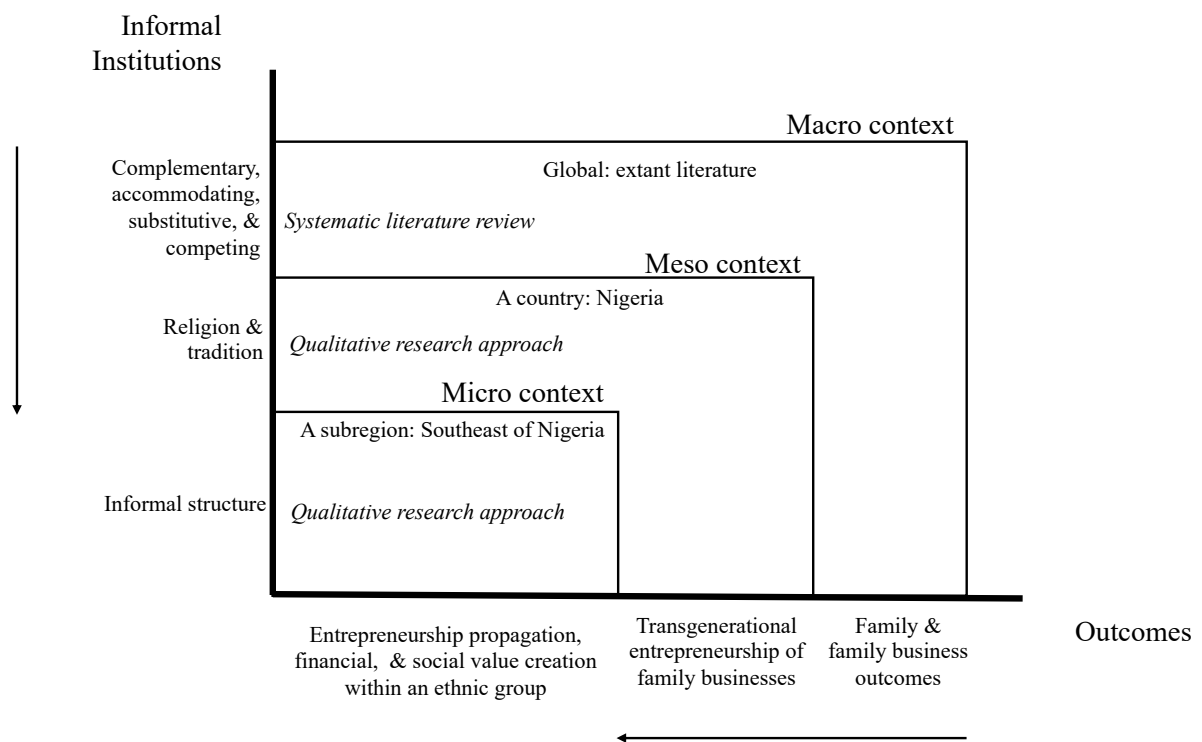 Informal
Institutions
Macro context
Complementary,
accommodating,
substitutive, &
competing
Global: extant literature
Systematic literature review
Meso context
A country: Nigeria
Religion &
tradition
Qualitative research approach
Micro context
A subregion: Southeast of Nigeria
Informal structure
Qualitative research approach
Entrepreneurship propagation,
financial, & social value creation
within an ethnic group
Transgenerational
entrepreneurship of
family businesses
Family &
family business
outcomes
Outcomes